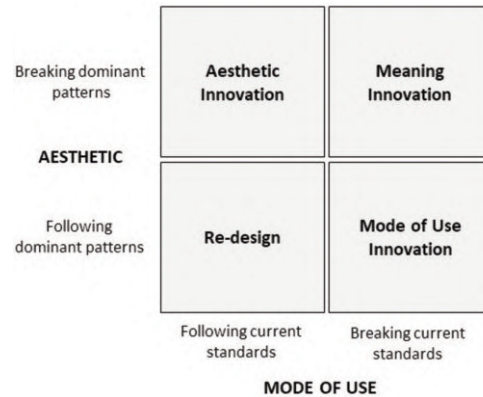 Breaking dominant
patterns
Aesthetic
Innovation
Meaning
Innovation
AESTHETIC
Following
dominant patterns
Re-design
Mode of Use
Innovation
Following current
standards
Breaking current
standards
MODE OF USE